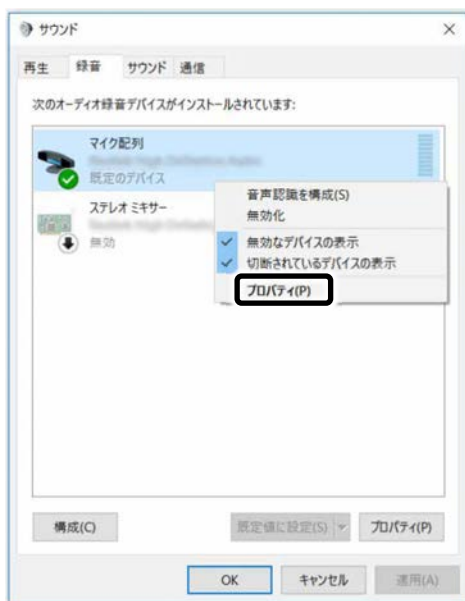 サウンド
再生 録音 サウンド 通信
次のオーディオ録音デバイスがインストールされています:
マイク配列
既定のデバイス
ステレオ ミキサー
無効
音声認識を構成(S)
無効化
無効なデバイスの表示
切断されているデバイスの表示
プロパティ(P)
構成(C) 既定値に設定(S) プロパティ(P)
OK キャンセル 適用(A)